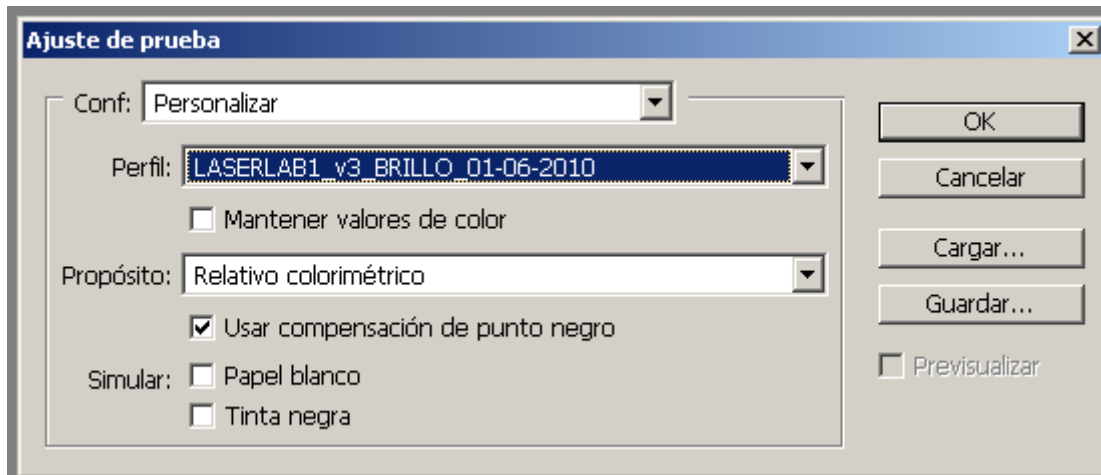 Ajuste de prueba
Conf: Personalizar
Perfil: LASERLAB1_v3_BRILLO_01-06-2010
Mantener valores de color
Propósito: Relativo colorimétrico
Usar compensación de punto negro
Simular: Papel blanco
Tinta negra
OK
Cancelar
Cargar...
Guardar...
Previsualizar